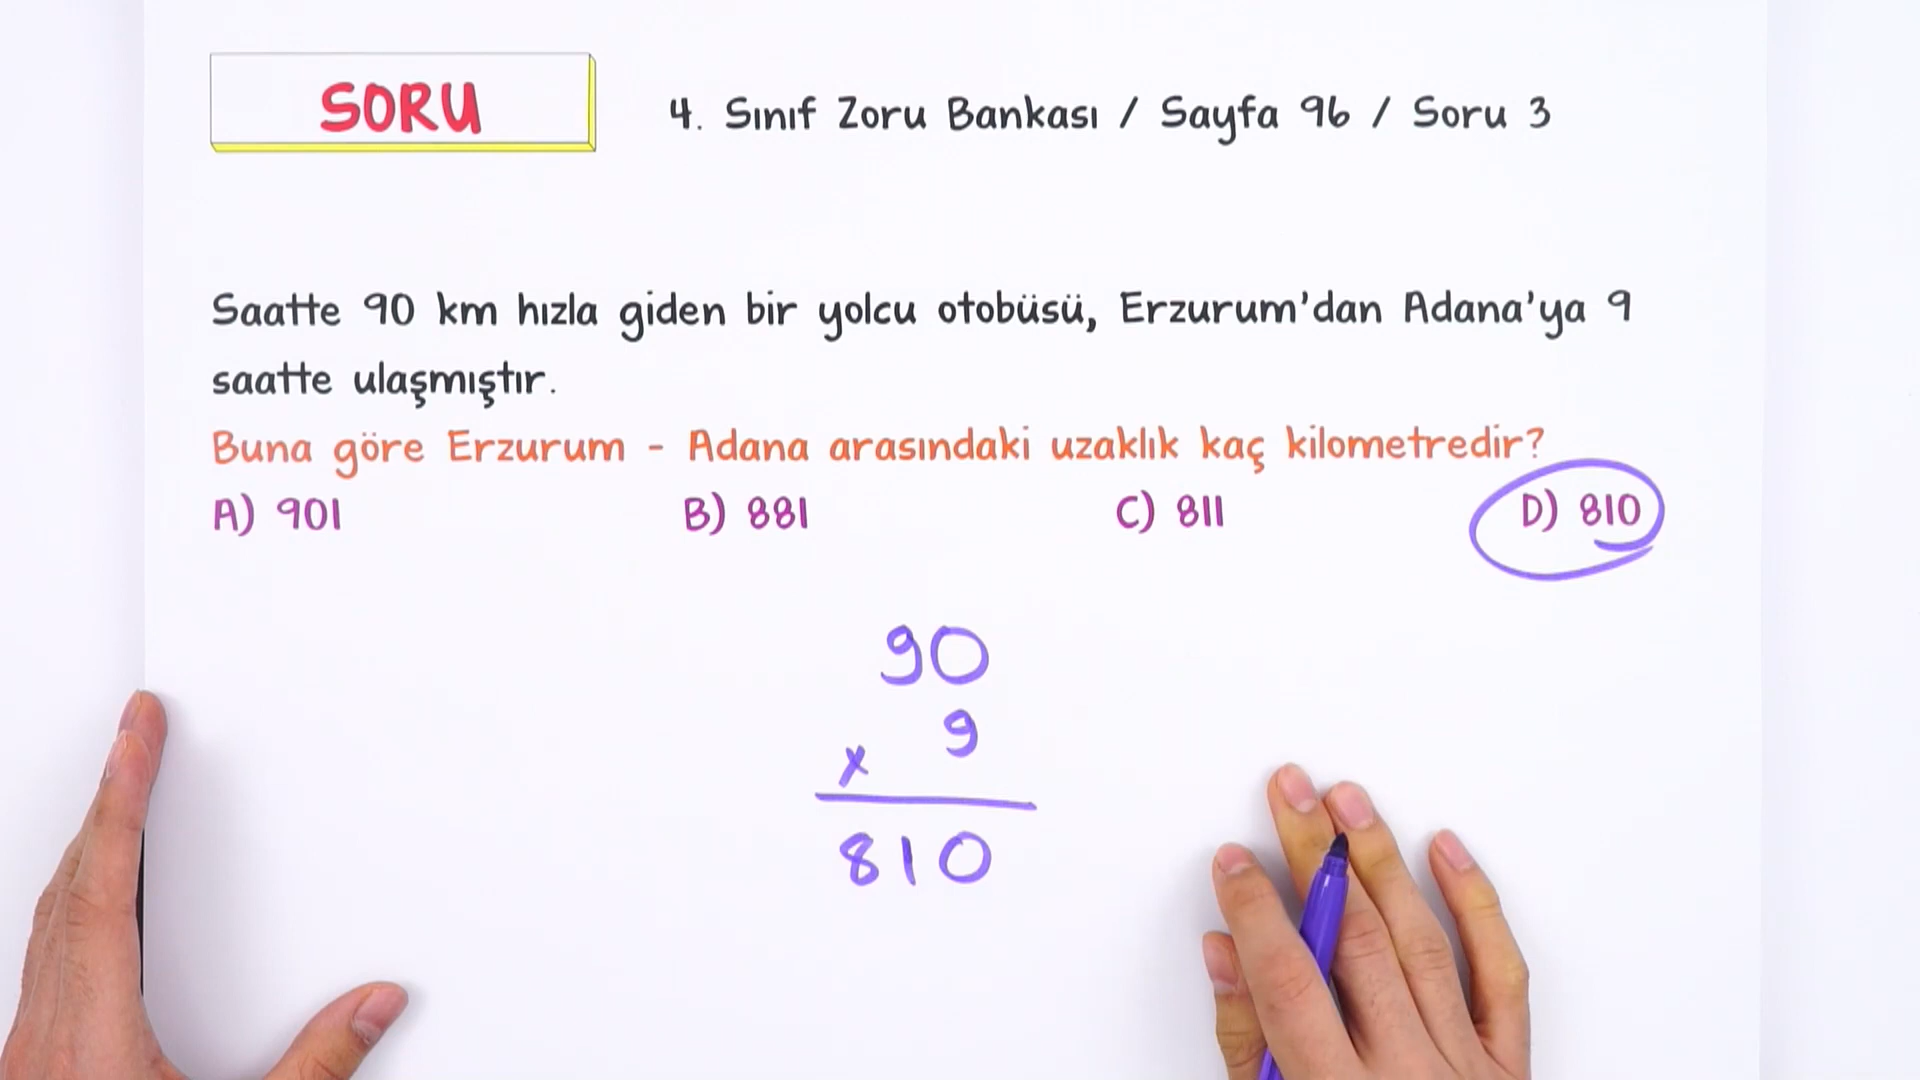 SORU
4. Sınıf Zoru Bankası / Sayfa 96 / Soru 3
Saatte 90 km hızla giden bir yolcu otobüsü, Erzurum'dan Adana'ya 9
saatte ulaşmıştır.
Buna göre Erzurum - Adana arasındaki uzaklık kaç kilometredir?
A) 901 B) 881 C) 811 D) 810
90
9
x
810